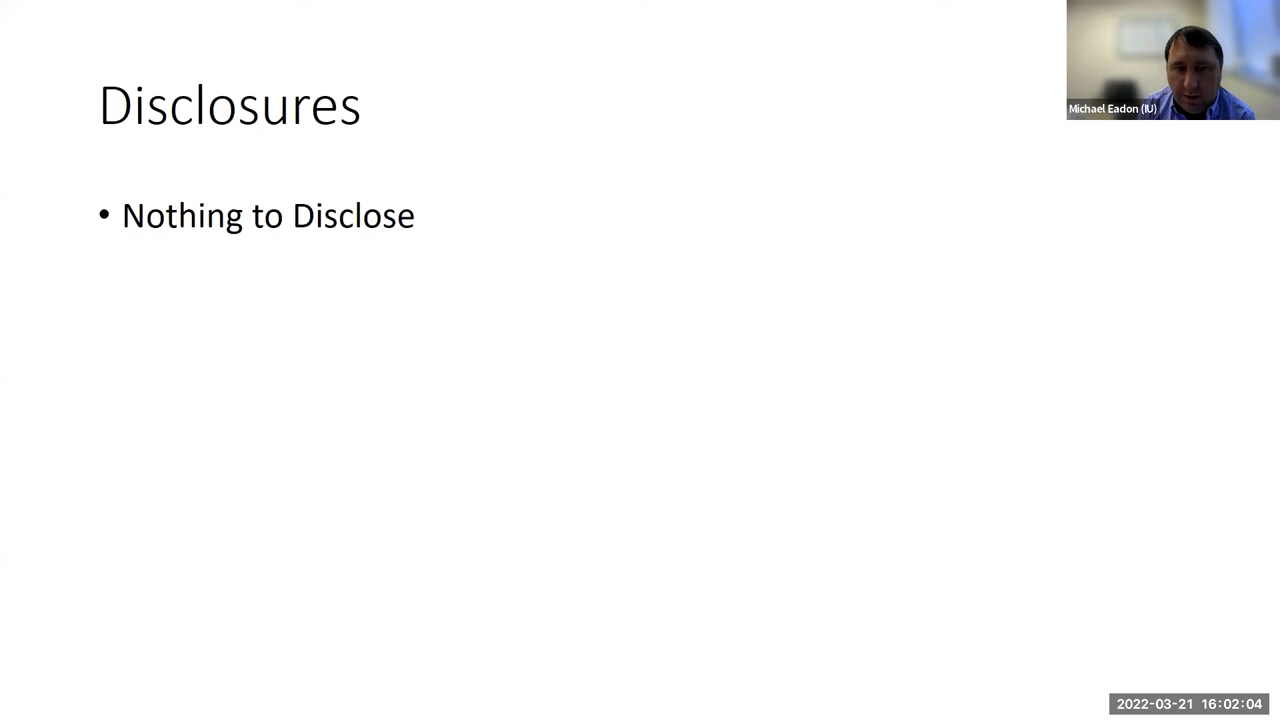 Disclosures
Michael Eadon (IU)
• Nothing to Disclose
2022-03-21 16:02:04